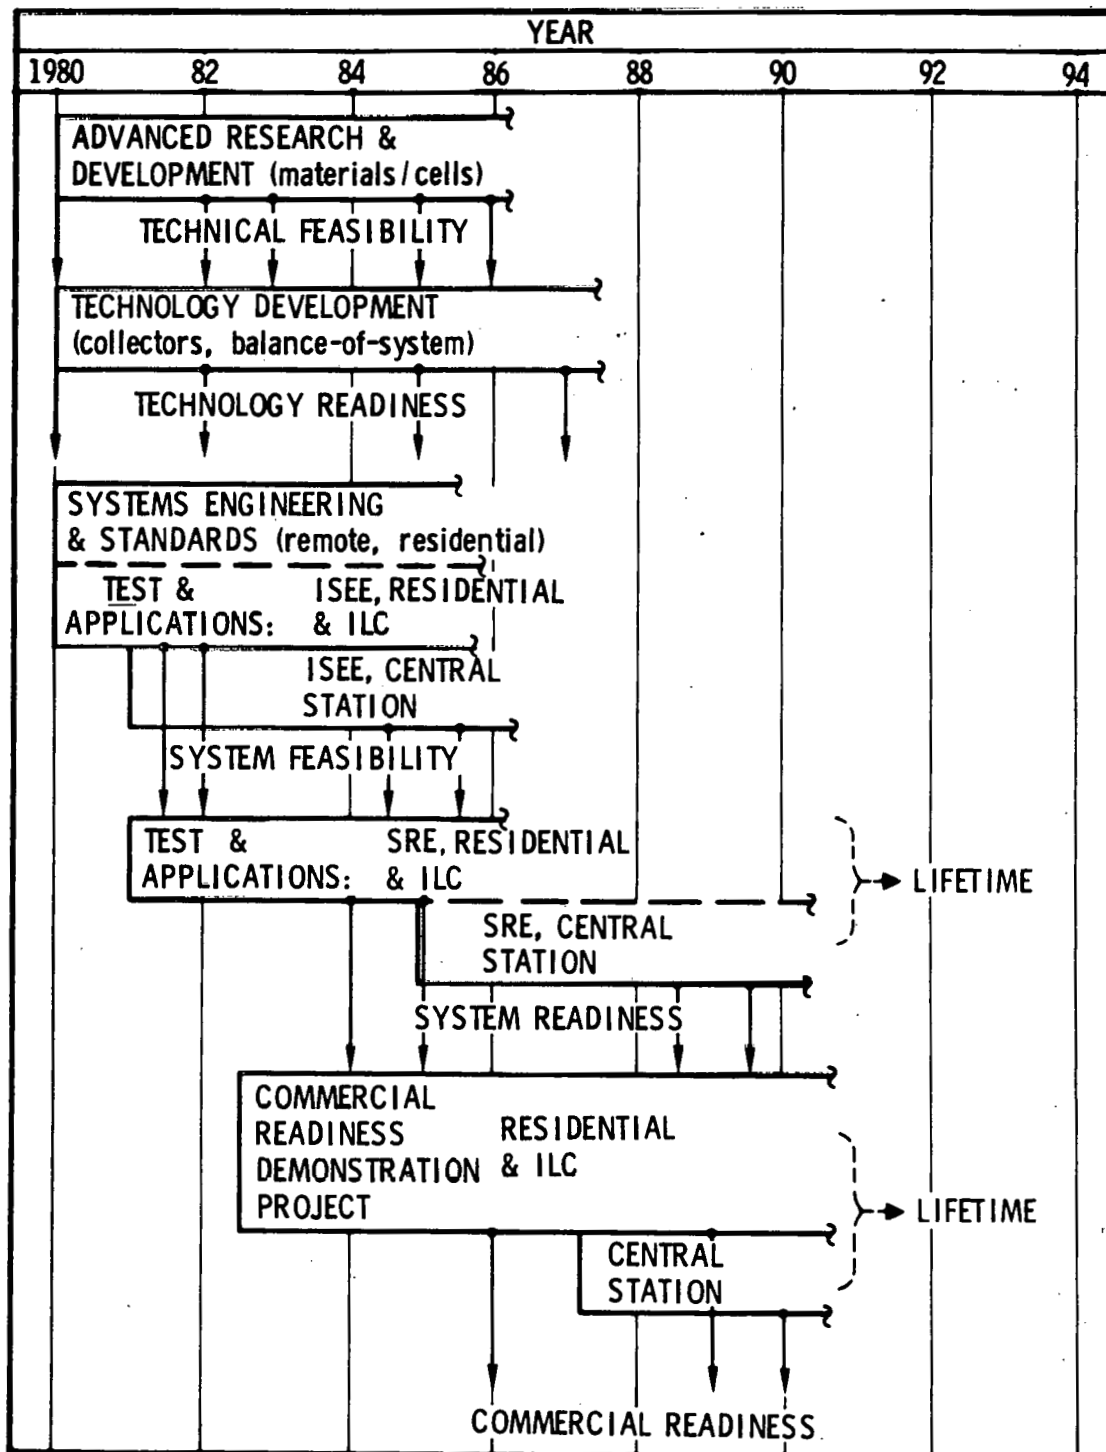 YEAR
1980 82 84 86 88 90 92 94
ADVANCED RESEARCH &
DEVELOPMENT (materials/cells)
TECHNICAL FEASIBILITY
TECHNOLOGY DEVELOPMENT
(collectors, balance-of-system)
TECHNOLOGY READINESS
SYSTEMS ENGINEERING
& STANDARDS (remote, residential)
TEST & ISEE, RESIDENTIAL
APPLICATIONS: & ILC
ISEE, CENTRAL
STATION
SYSTEM FEASIBILITY
TEST & SRE, RESIDENTIAL
APPLICATIONS: & ILC
LIFETIME
SRE, CENTRAL
STATION
SYSTEM READINESS
COMMERCIAL
READINESS RESIDENTIAL
DEMONSTRATION & ILC
PROJECT
LIFETIME
CENTRAL
STATION
COMMERCIAL READINESS